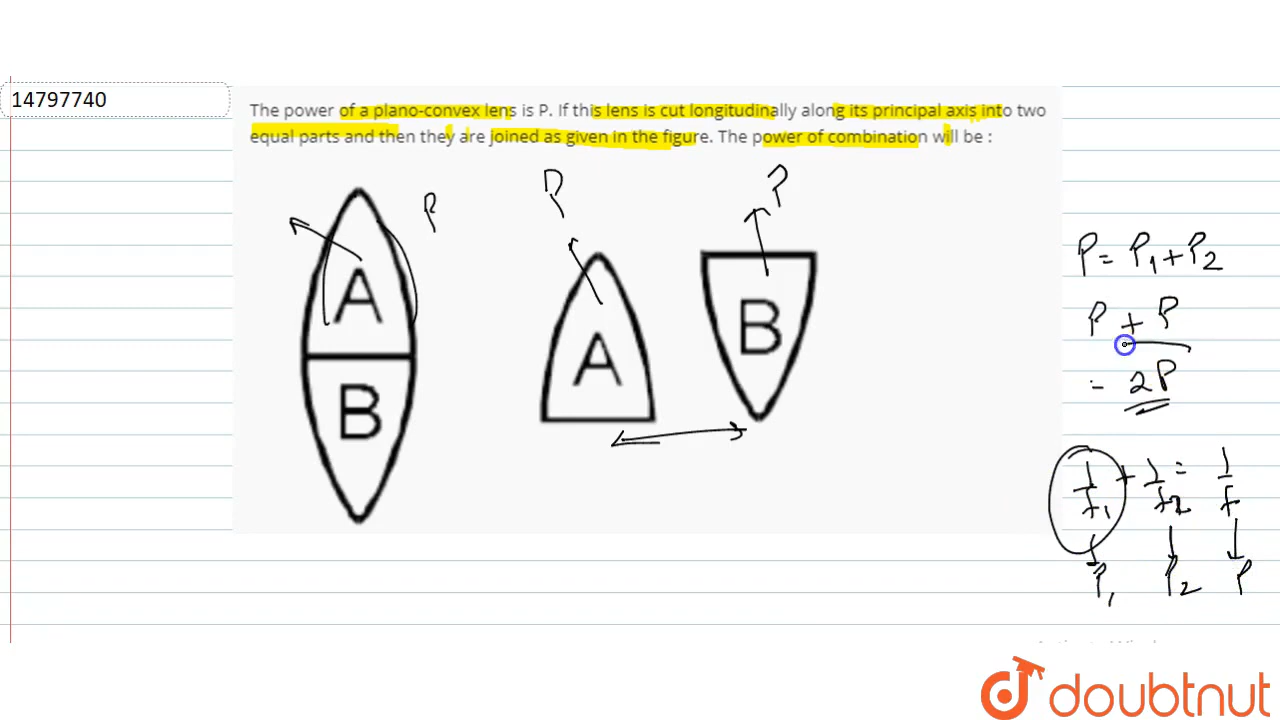 14797740
The power of a plano-convex lens is P. If this lens is cut longitudinally along its principal axis into two
equal parts and then they are joined as given in the figure. The power of combination will be :
P
P
P
A
B
A
B
P = P1 + P2
P + P
= 2P
1/f1 + 1/f2 = 1/f
P1 P2 P
doubtnut